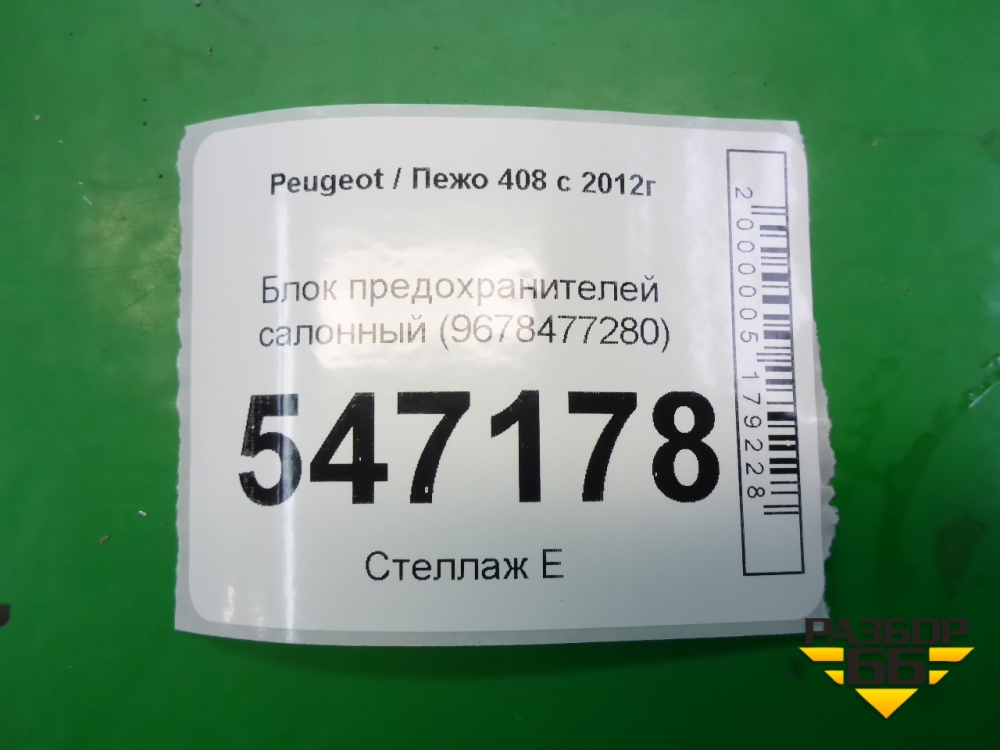 Peugeot / Пежо 408 с 2012г
Блок предохранителей
салонный (9678477280)
547178
Стеллаж Е
2000005179228
РАЗБОР
66